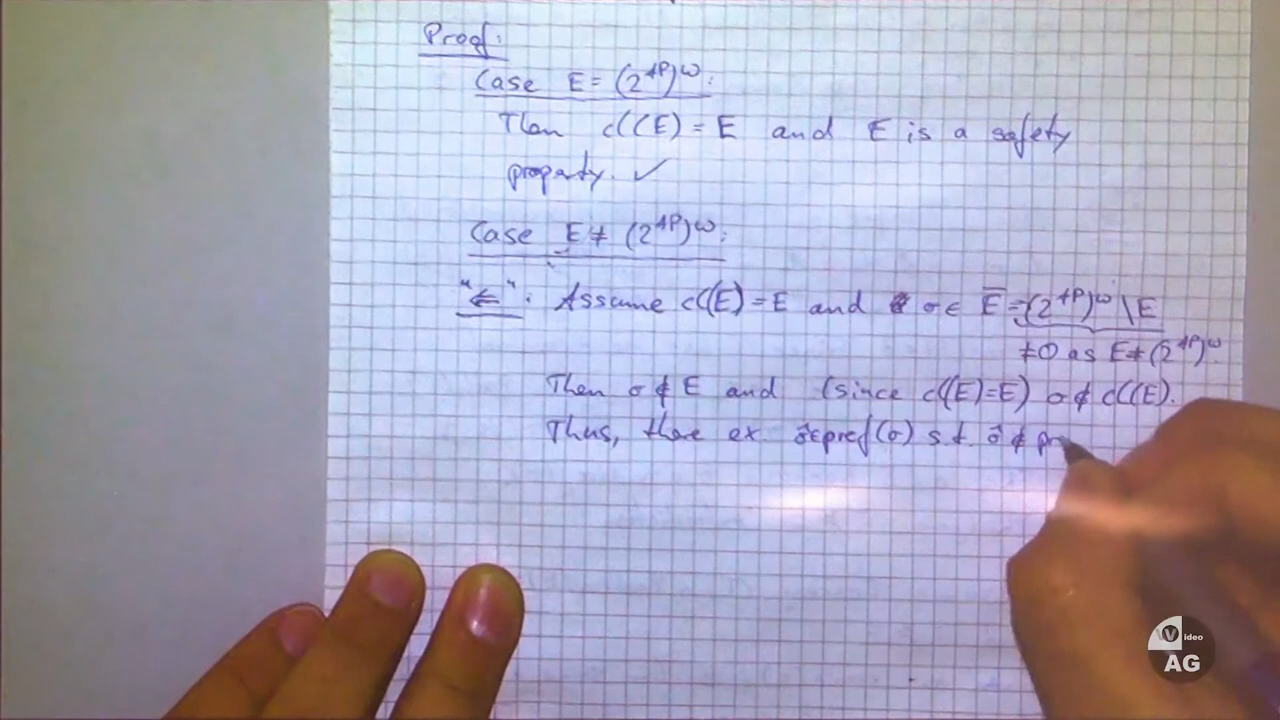 Proof:
Case E = (2^AP)^ω:
Then cl(E) = E and E is a safety
property. ✓
Case E ≠ (2^AP)^ω:
"⇐": Assume cl(E) = E and σ ∈ E̅ = (2^AP)^ω \ E
≠ ∅ as E ≠ (2^AP)^ω
Then σ ∉ E and (since cl(E) = E) σ ∉ cl(E).
Thus, there ex. σ̂ ∈ pref(σ) s.t. σ̂ ∉ pr
Video
AG